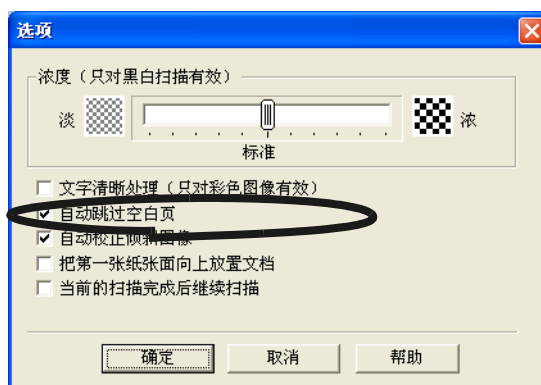 选项
浓度（只对黑白扫描有效）
淡
浓
标准
文字清晰处理（只对彩色图像有效）
自动跳过空白页
自动校正倾斜图像
把第一张纸张面向上放置文档
当前的扫描完成后继续扫描
确定
取消
帮助